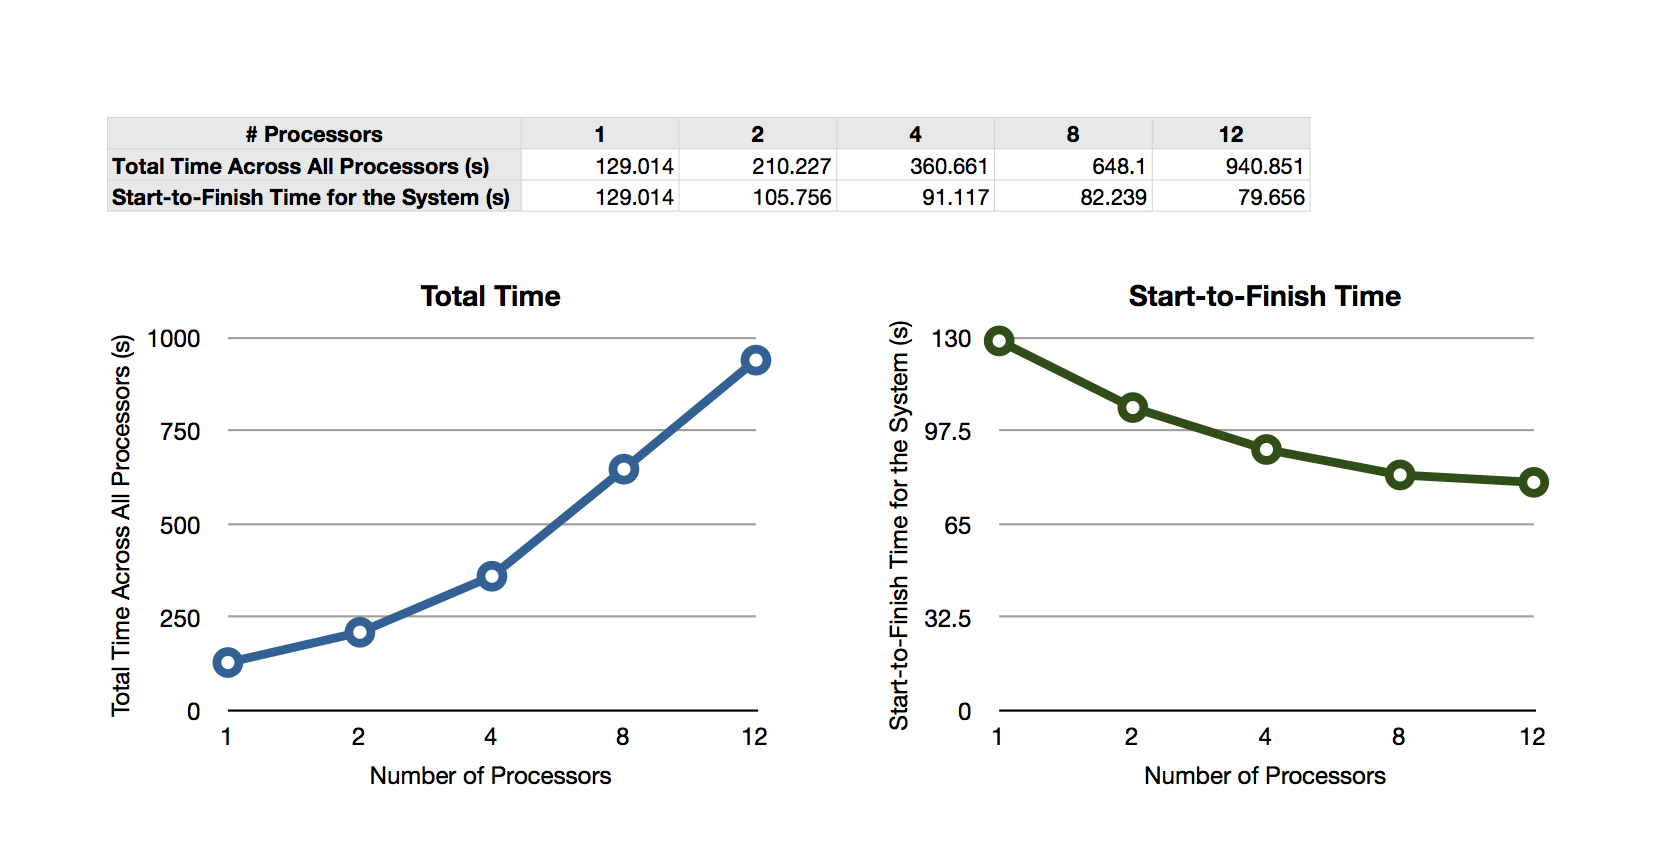 # Processors 1 2 4 8 12
Total Time Across All Processors (s) 129.014 210.227 360.661 648.1 940.851
Start-to-Finish Time for the System (s) 129.014 105.756 91.117 82.239 79.656
Total Time
Total Time Across All Processors (s)
1000
750
500
250
0
1 2 4 8 12
Number of Processors
Start-to-Finish Time
Start-to-Finish Time for the System (s)
130
97.5
65
32.5
0
1 2 4 8 12
Number of Processors